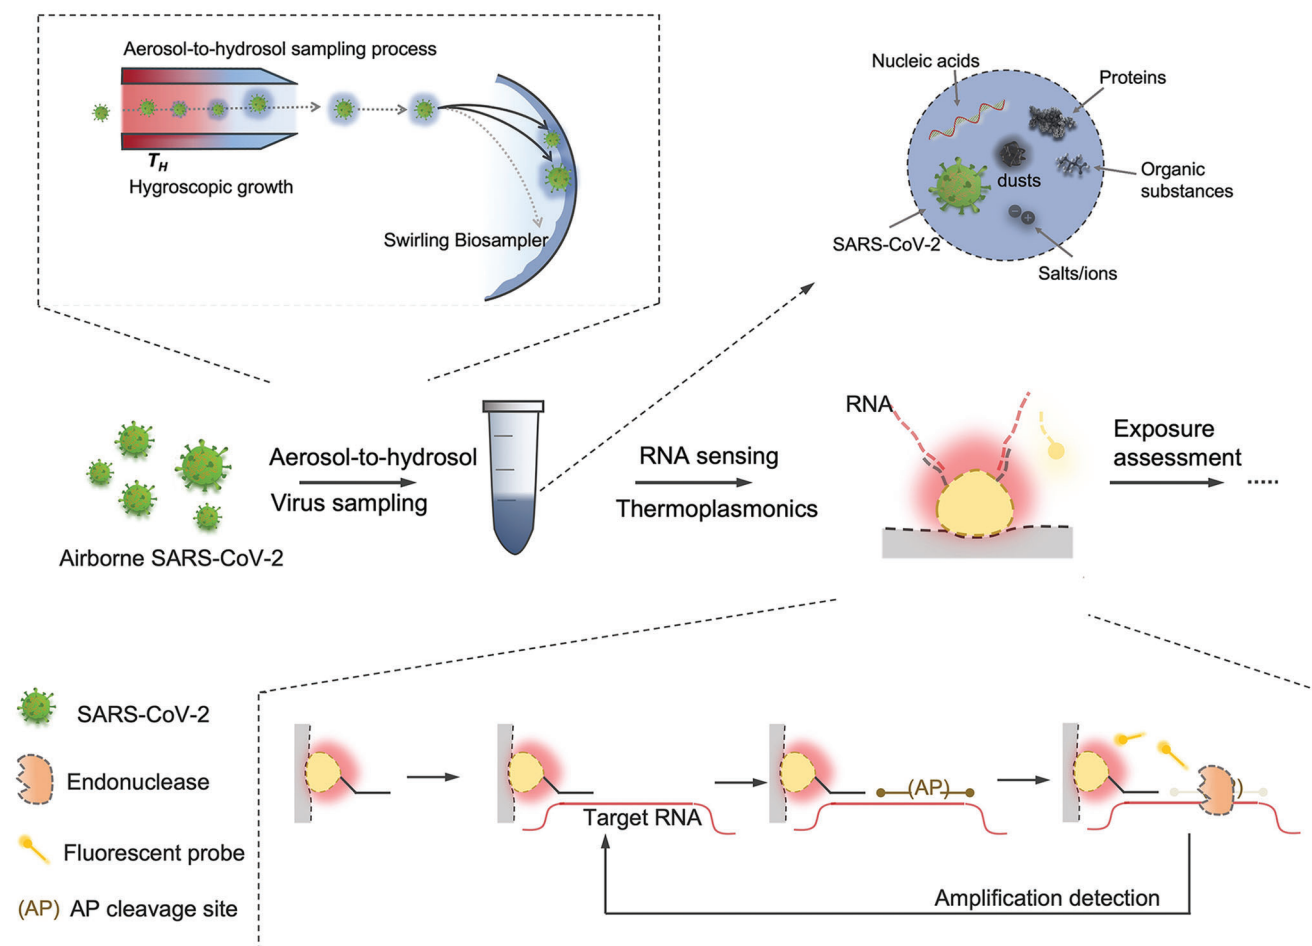 Aerosol-to-hydrosol sampling process
T_H
Hygroscopic growth
Swirling Biosampler
Nucleic acids
Proteins
dusts
Organic
substances
SARS-CoV-2
Salts/ions
Airborne SARS-CoV-2
Aerosol-to-hydrosol
Virus sampling
RNA sensing
Thermoplasmonics
RNA
Exposure
assessment
SARS-CoV-2
Endonuclease
Fluorescent probe
(AP) AP cleavage site
Target RNA
(AP)
)
Amplification detection